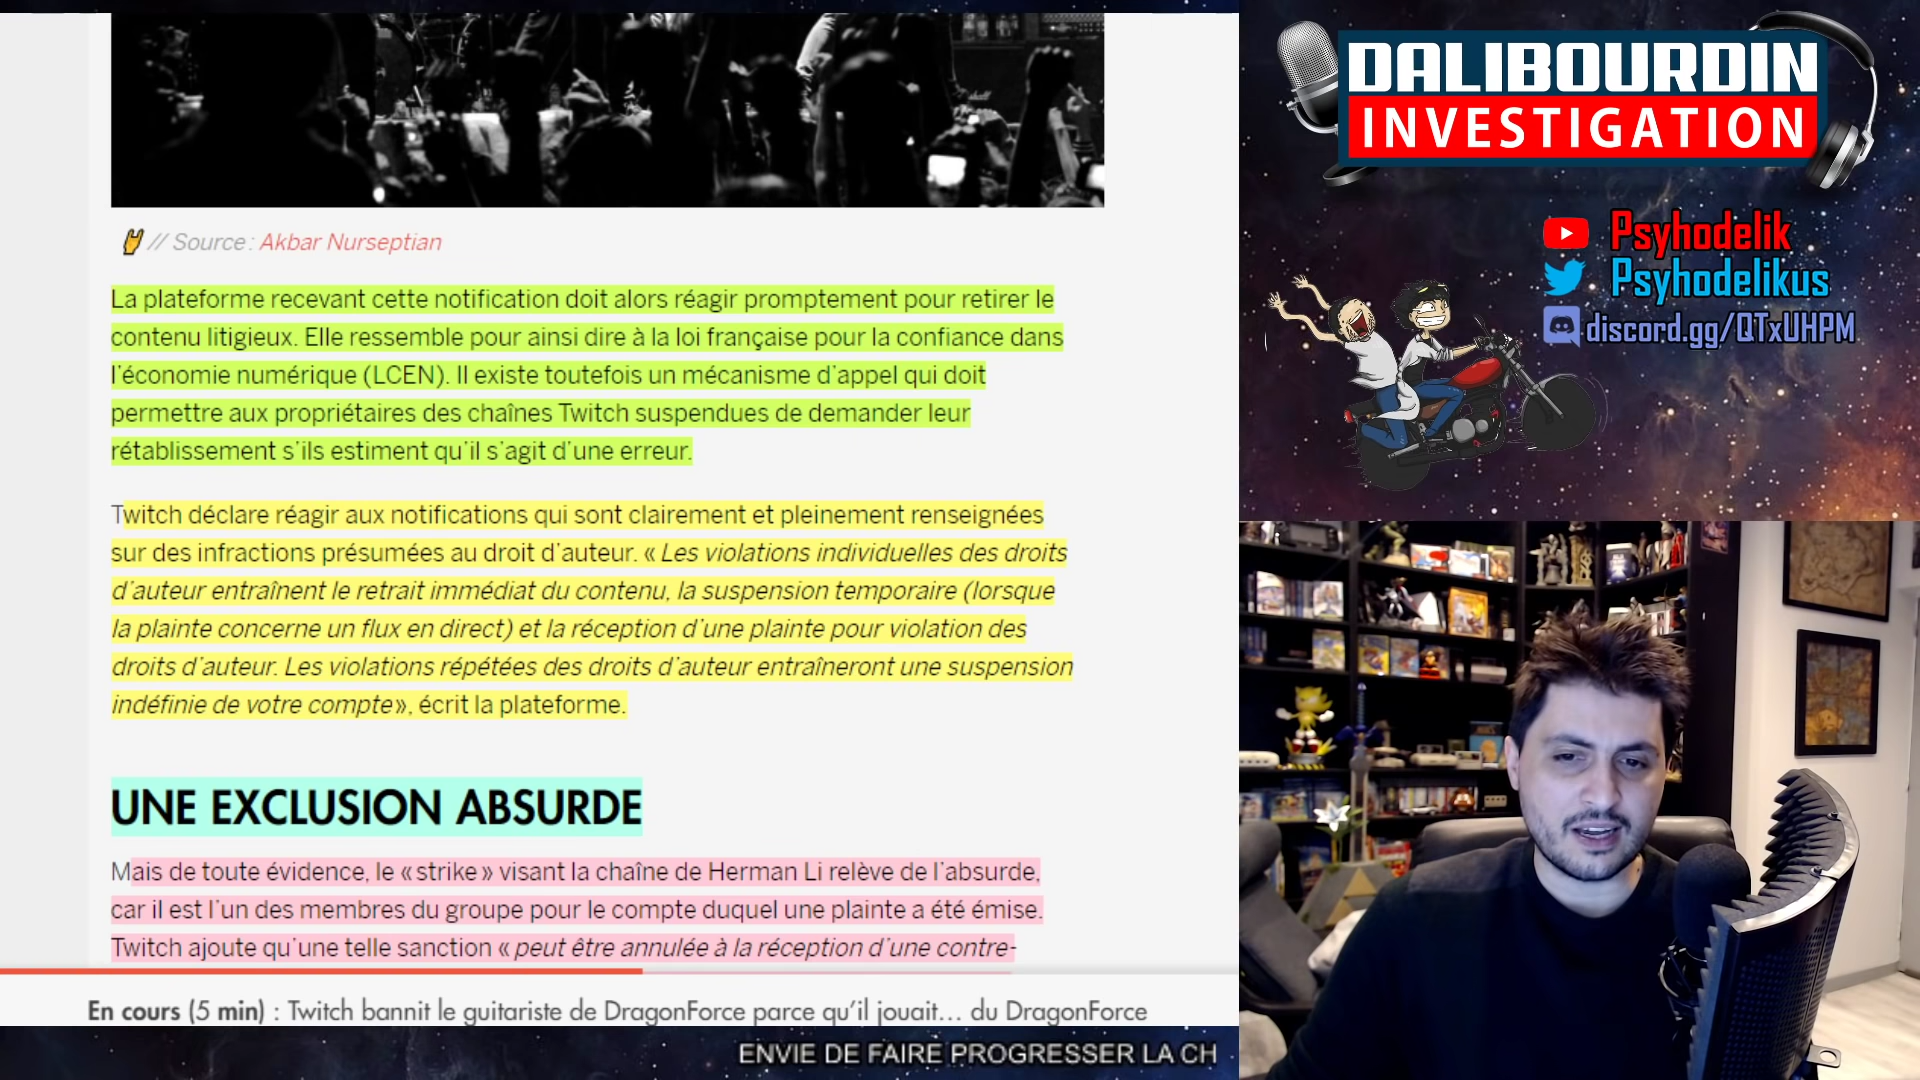 // Source : Akbar Nurseptian
La plateforme recevant cette notification doit alors réagir promptement pour retirer le
contenu litigieux. Elle ressemble pour ainsi dire à la loi française pour la confiance dans
l'économie numérique (LCEN). Il existe toutefois un mécanisme d'appel qui doit
permettre aux propriétaires des chaînes Twitch suspendues de demander leur
rétablissement s'ils estiment qu'il s'agit d'une erreur.
Twitch déclare réagir aux notifications qui sont clairement et pleinement renseignées
sur des infractions présumées au droit d'auteur. « Les violations individuelles des droits
d'auteur entraînent le retrait immédiat du contenu, la suspension temporaire (lorsque
la plainte concerne un flux en direct) et la réception d'une plainte pour violation des
droits d'auteur. Les violations répétées des droits d'auteur entraîneront une suspension
indéfinie de votre compte », écrit la plateforme.
UNE EXCLUSION ABSURDE
Mais de toute évidence, le « strike » visant la chaîne de Herman Li relève de l'absurde,
car il est l'un des membres du groupe pour le compte duquel une plainte a été émise.
Twitch ajoute qu'une telle sanction « peut être annulée à la réception d'une contre-
En cours (5 min) : Twitch bannit le guitariste de DragonForce parce qu'il jouait… du DragonForce
ENVIE DE FAIRE PROGRESSER LA CH
DALIBOURDIN
INVESTIGATION
Psyhodelik
Psyhodelikus
discord.gg/QTxUHPM